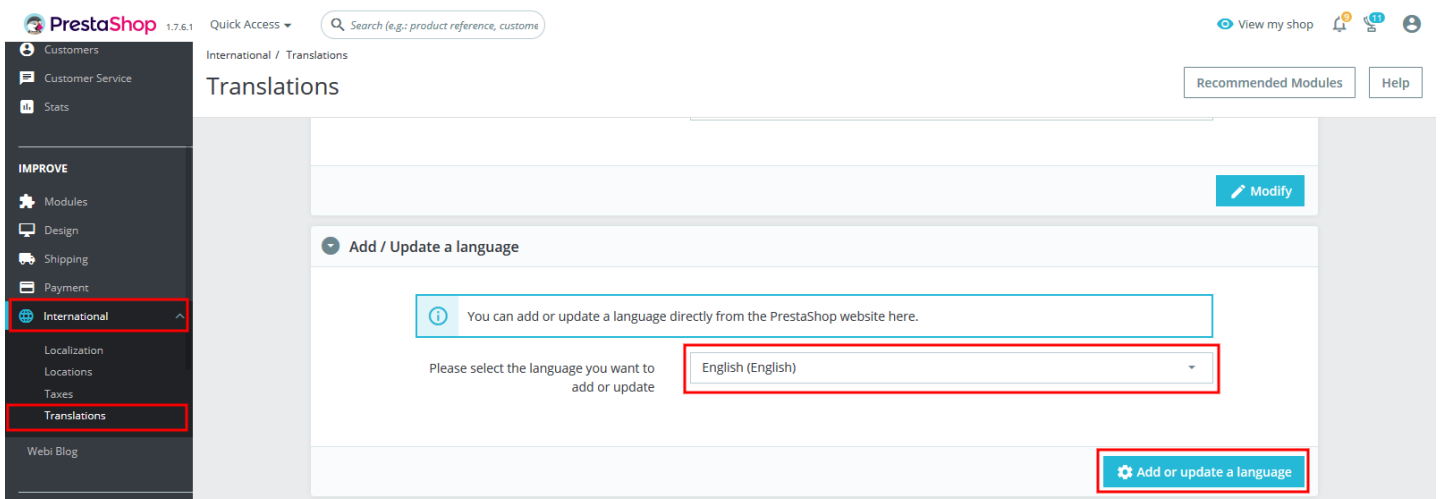 PrestaShop 1.7.6.1 Quick Access Search (e.g.: product reference, custome View my shop 9 11
Customers
Customer Service
Stats
IMPROVE
Modules
Design
Shipping
Payment
International
Localization
Locations
Taxes
Translations
Webi Blog
International / Translations
Translations
Recommended Modules Help
Modify
Add / Update a language
You can add or update a language directly from the PrestaShop website here.
Please select the language you want to
add or update
English (English)
Add or update a language